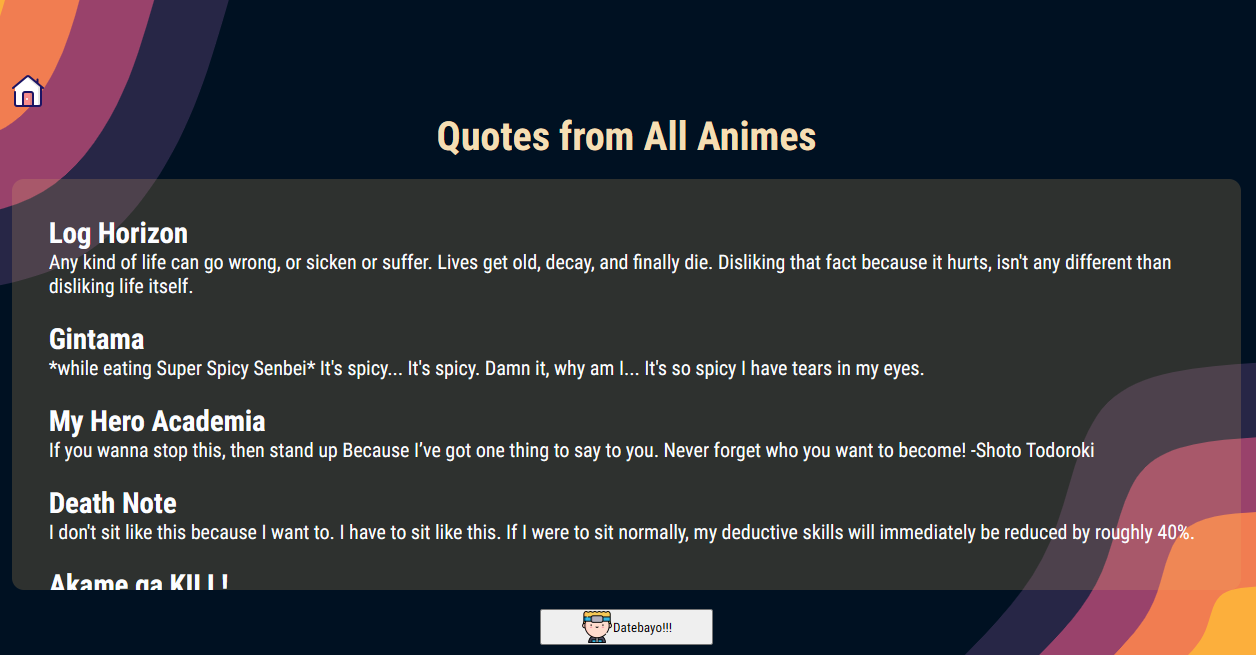 Quotes from All Animes
Log Horizon
Any kind of life can go wrong, or sicken or suffer. Lives get old, decay, and finally die. Disliking that fact because it hurts, isn't any different than
disliking life itself.
Gintama
*while eating Super Spicy Senbei* It's spicy... It's spicy. Damn it, why am I... It's so spicy I have tears in my eyes.
My Hero Academia
If you wanna stop this, then stand up Because I’ve got one thing to say to you. Never forget who you want to become! -Shoto Todoroki
Death Note
I don't sit like this because I want to. I have to sit like this. If I were to sit normally, my deductive skills will immediately be reduced by roughly 40%.
Akame ga KILL!
Datebayo!!!